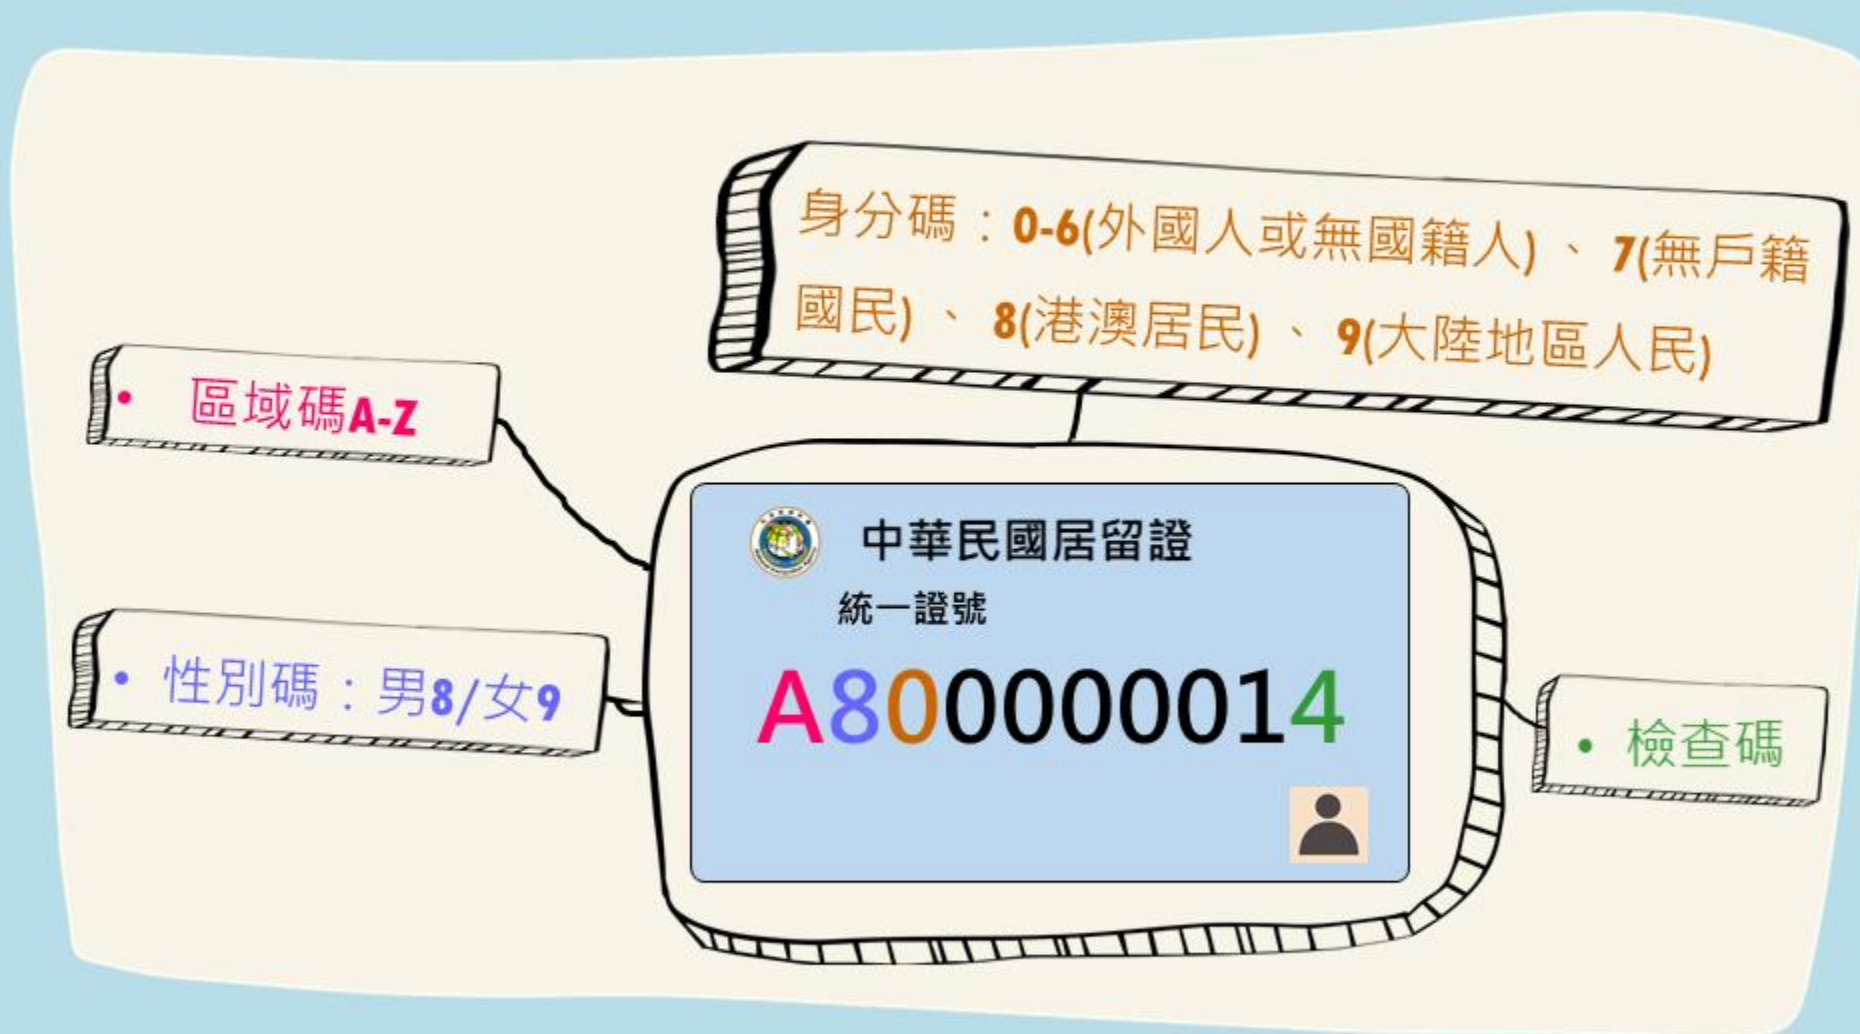 身分碼：0-6(外國人或無國籍人)、7(無戶籍
國民)、8(港澳居民)、9(大陸地區人民)
• 區域碼A-Z
中華民國居留證
統一證號
• 性別碼：男8/女9
A800000014
• 檢查碼